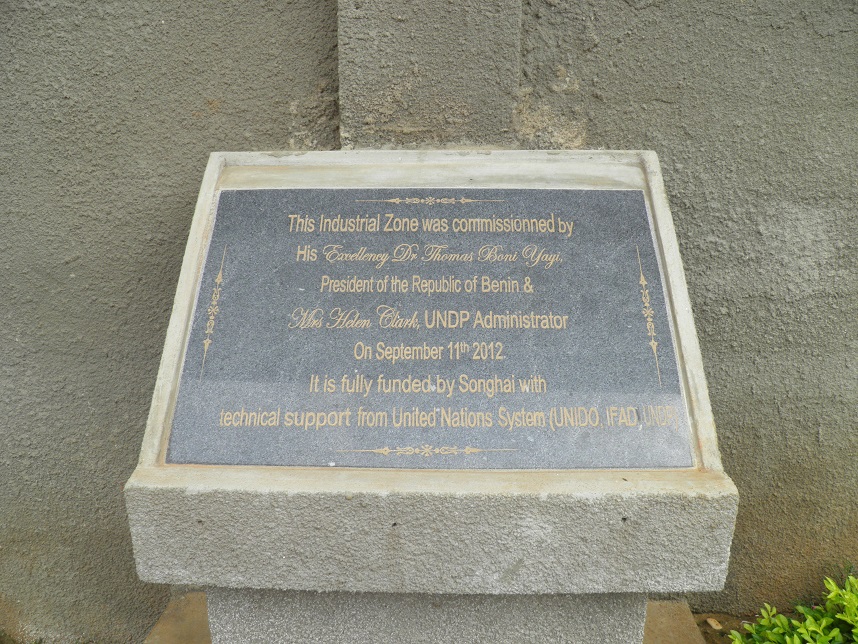 This Industrial Zone was commissionned by
His Excellency Dr Thomas Boni Yayi,
President of the Republic of Benin &
Mrs Helen Clark, UNDP Administrator
On September 11th 2012.
It is fully funded by Songhai with
technical support from United Nations System (UNIDO, IFAD, UNDP)